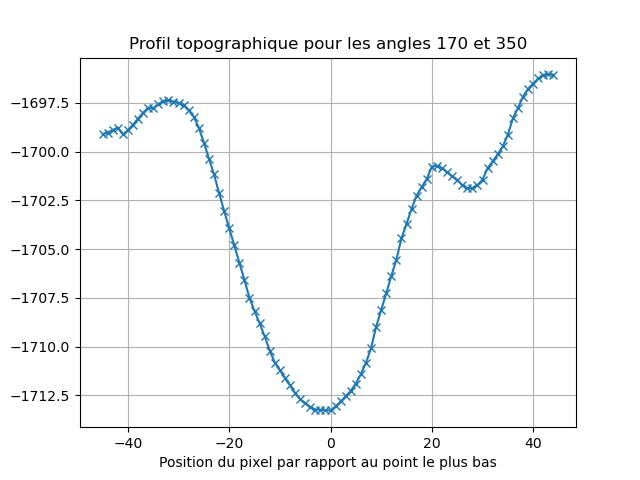 Profil topographique pour les angles 170 et 350
−1697.5
−1700.0
−1702.5
−1705.0
−1707.5
−1710.0
−1712.5
−40 −20 0 20 40
Position du pixel par rapport au point le plus bas